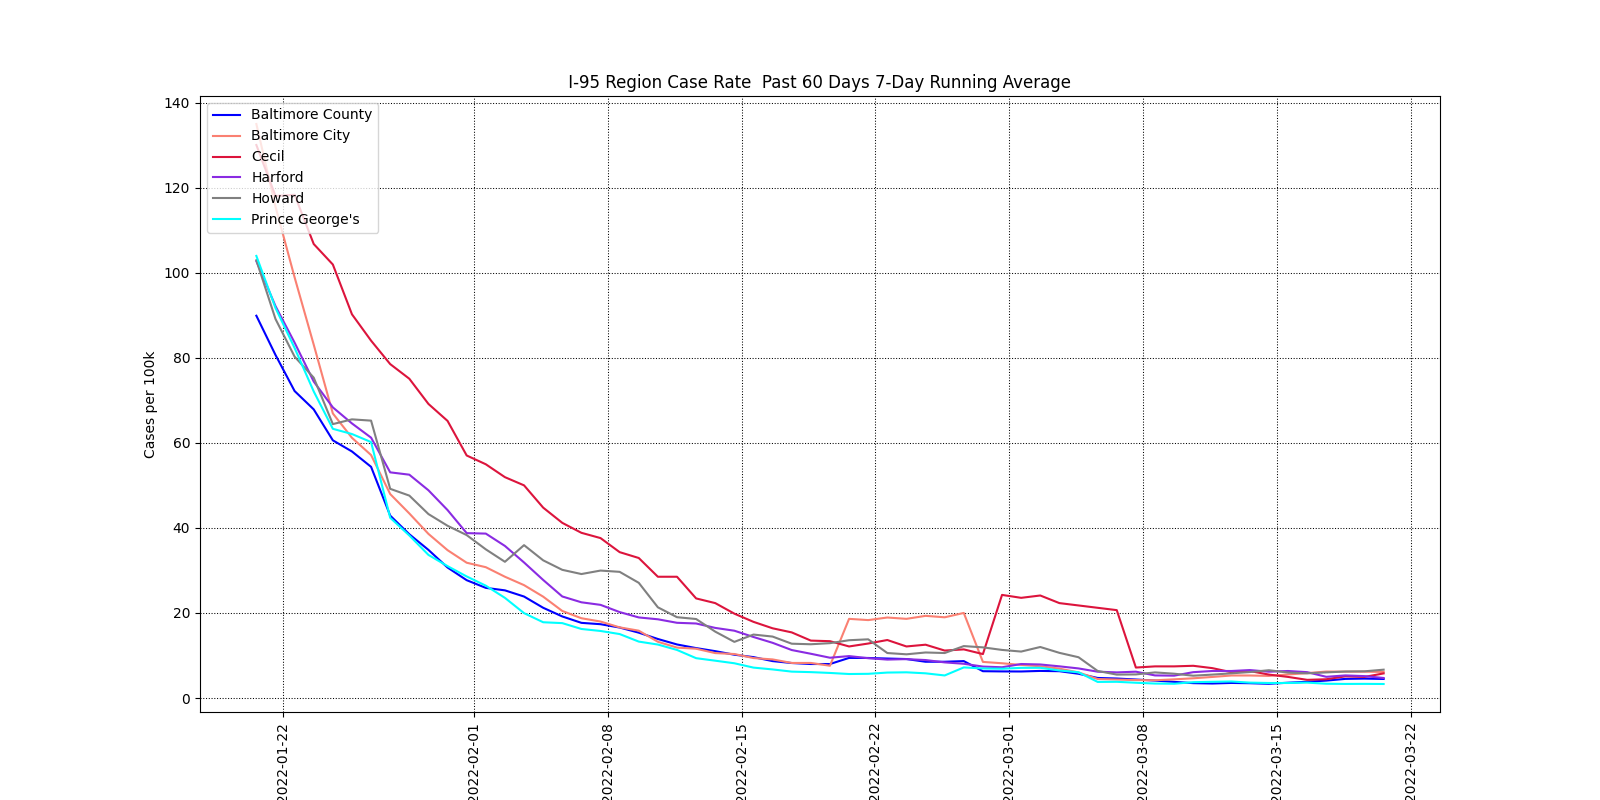 I-95 Region Case Rate  Past 60 Days 7-Day Running Average
Baltimore County
Baltimore City
Cecil
Harford
Howard
Prince George's
Cases per 100k
140
120
100
80
60
40
20
0
2022-01-22
2022-02-01
2022-02-08
2022-02-15
2022-02-22
2022-03-01
2022-03-08
2022-03-15
2022-03-22